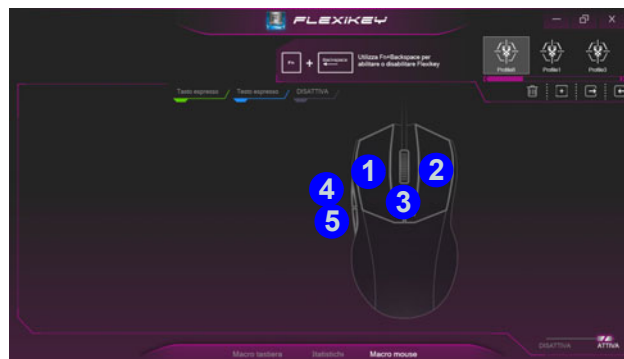 FLEXIKEY
Fn + Backspace
Utilizza Fn+Backspace per
abilitare o disabilitare Flexikey
Profile0 Profile1 Profile3
Tasto espresso Tasto espresso DISATTIVA
1
2
3
4
5
DISATTIVA ATTIVA
Macro tastiera Statistiche Macro mouse